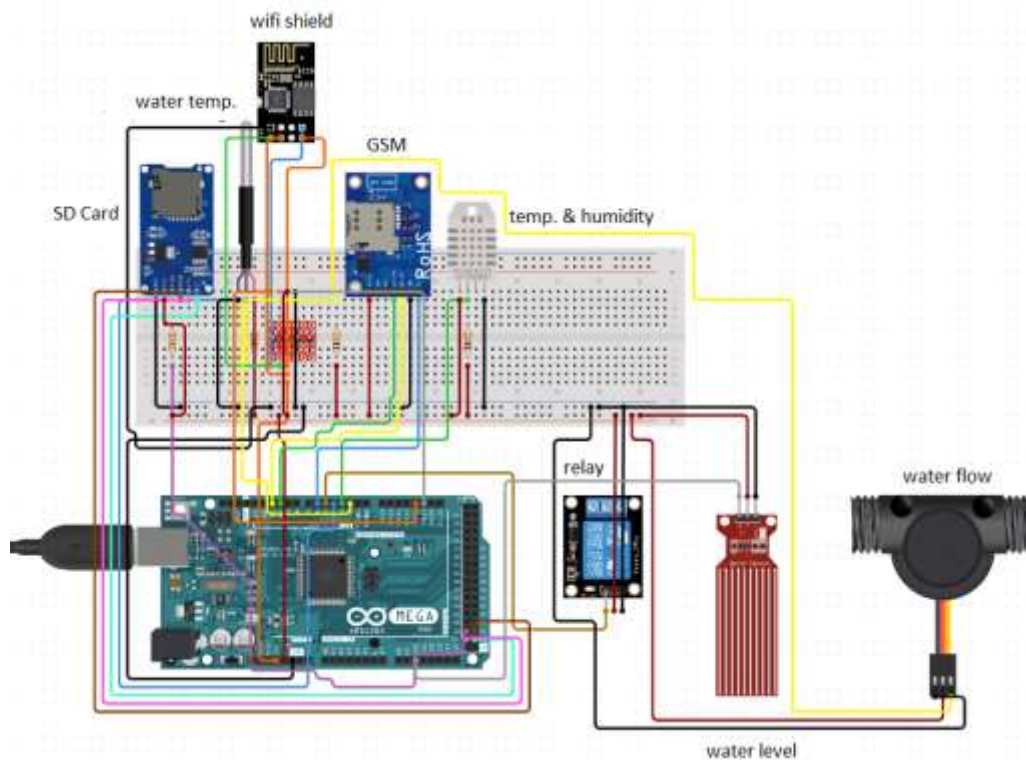 wifi shield
water temp.
GSM
SD Card
temp. & humidity
RoHS
relay
water flow
MEGA
water level